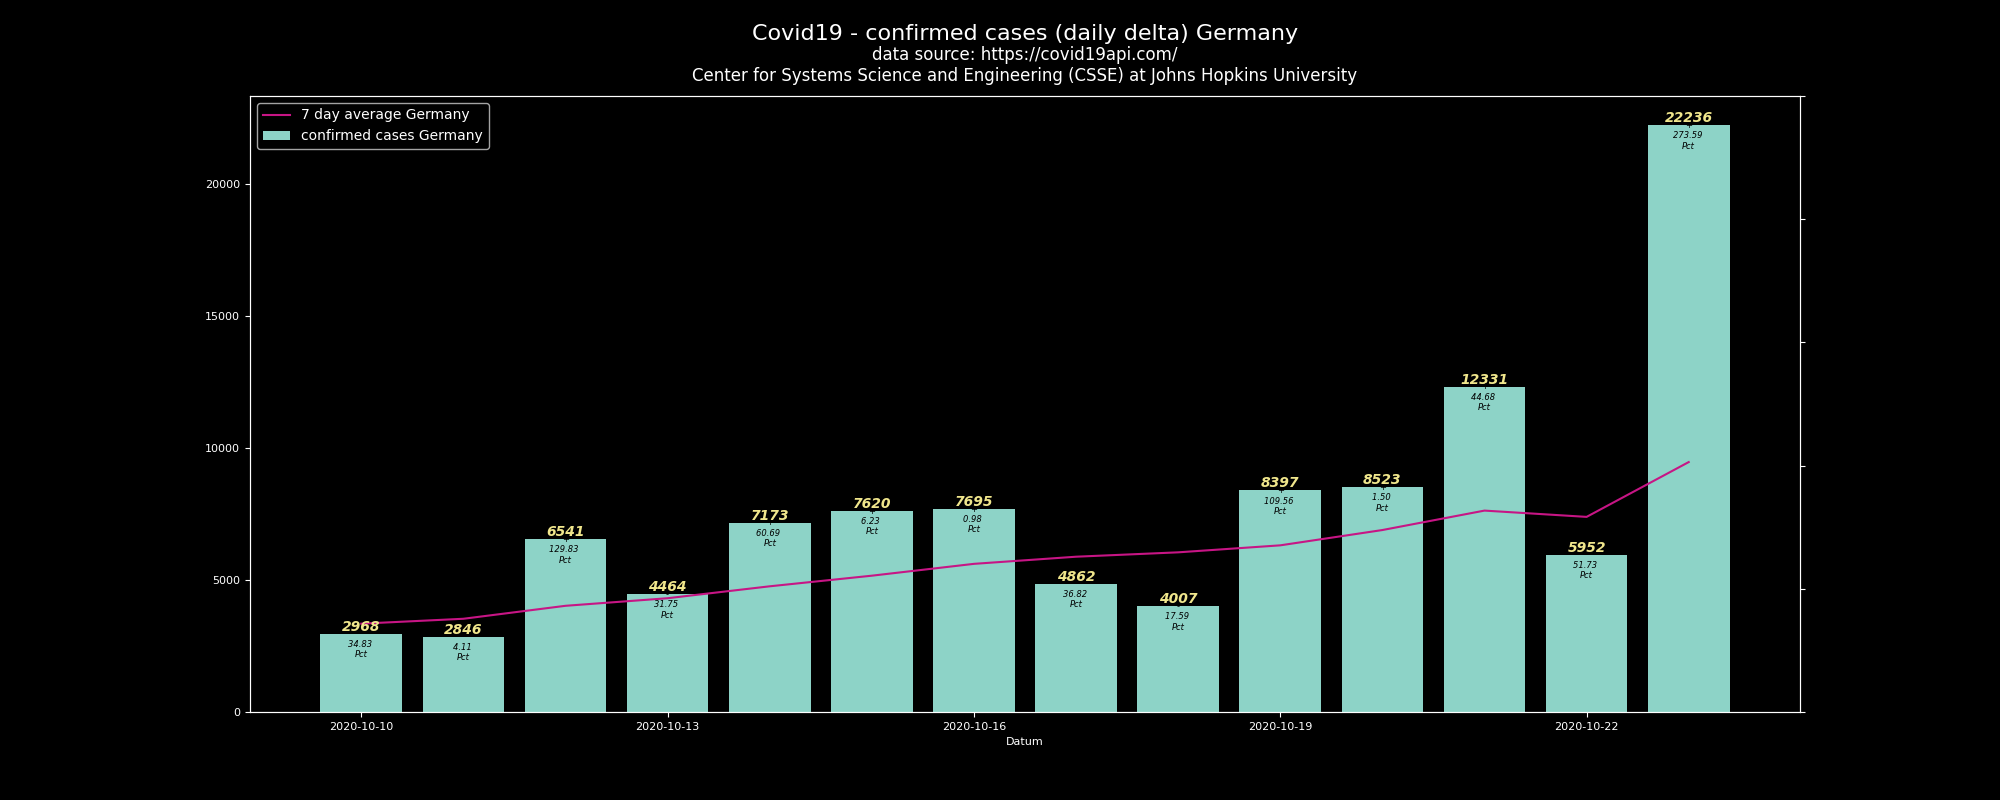 Covid19 - confirmed cases (daily delta) Germany
data source: https://covid19api.com/
Center for Systems Science and Engineering (CSSE) at Johns Hopkins University
7 day average Germany
confirmed cases Germany
20000
15000
10000
5000
0
2968
34.83
Pct
2846
4.11
Pct
6541
129.83
Pct
4464
31.75
Pct
7173
60.69
Pct
7620
6.23
Pct
7695
0.98
Pct
4862
36.82
Pct
4007
17.59
Pct
8397
109.56
Pct
8523
1.50
Pct
12331
44.68
Pct
5952
51.73
Pct
22236
273.59
Pct
2020-10-10
2020-10-13
2020-10-16
2020-10-19
2020-10-22
Datum